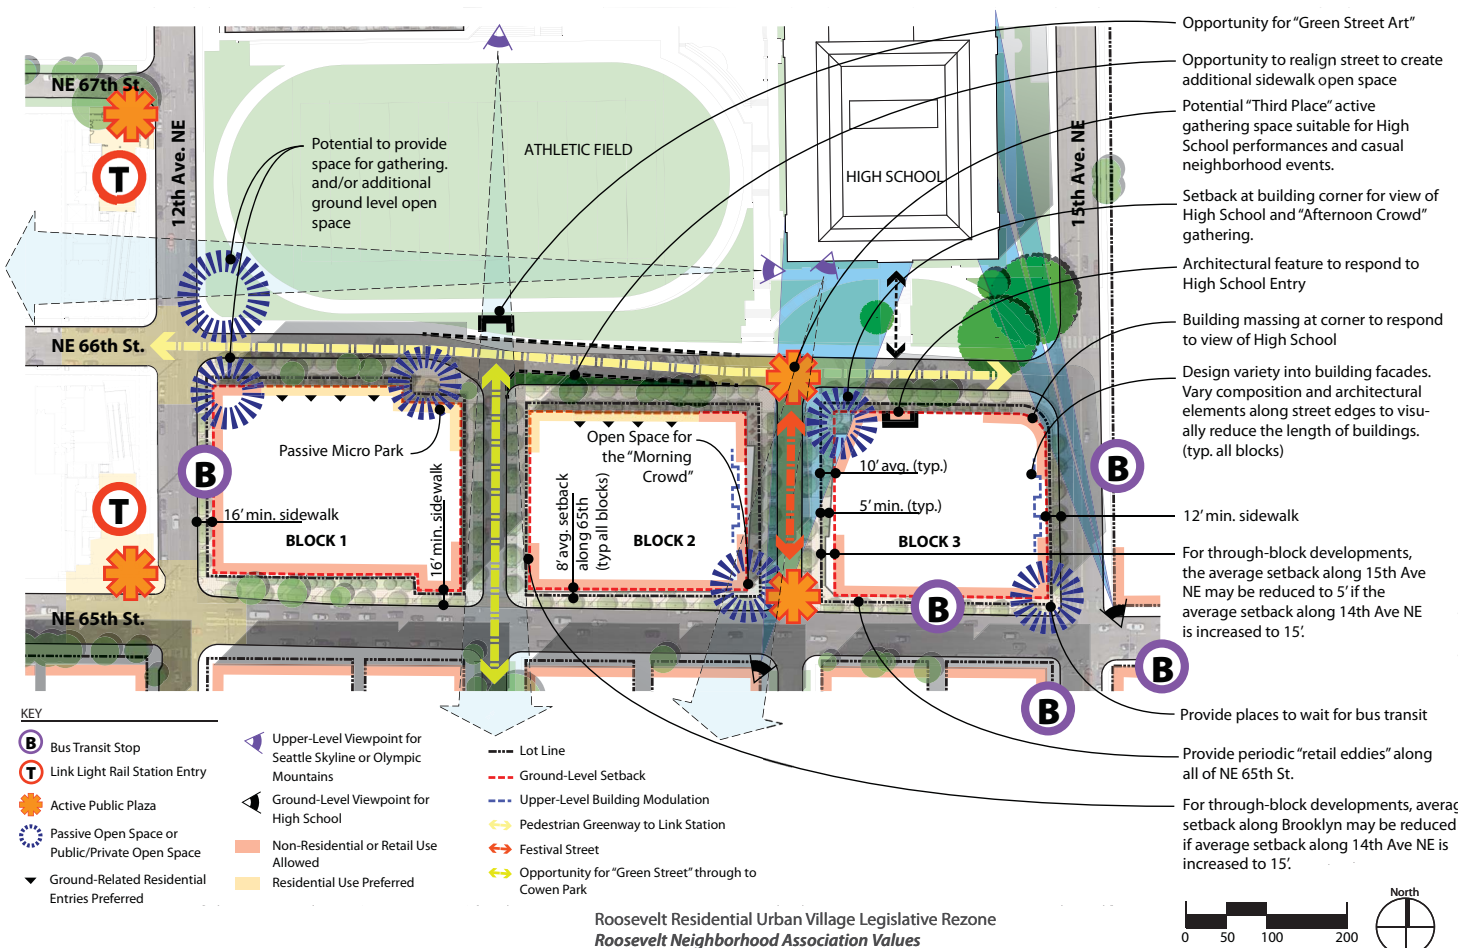 Opportunity for “Green Street Art”
Opportunity to realign street to create
additional sidewalk open space
Potential “Third Place” active
gathering space suitable for High
School performances and casual
neighborhood events.
Setback at building corner for view of
High School and “Afternoon Crowd”
gathering.
Architectural feature to respond to
High School Entry
Building massing at corner to respond
to view of High School
Design variety into building facades.
Vary composition and architectural
elements along street edges to visu-
ally reduce the length of buildings.
(typ. all blocks)
12’ min. sidewalk
For through-block developments,
the average setback along 15th Ave
NE may be reduced to 5’ if the
average setback along 14th Ave NE
is increased to 15’.
Provide places to wait for bus transit
Provide periodic “retail eddies” along
all of NE 65th St.
For through-block developments, averag
setback along Brooklyn may be reduced
if average setback along 14th Ave NE is
increased to 15’.
NE 67th St.
12th Ave. NE
T
Potential to provide
space for gathering.
and/or additional
ground level open
space
ATHLETIC FIELD
HIGH SCHOOL
15th Ave. NE
NE 66th St.
Passive Micro Park
B
T
16’ min. sidewalk
BLOCK 1
16’ min. sidewalk
Open Space for
the “Morning
Crowd”
8’ avg. setback
along 65th
(typ all blocks)
BLOCK 2
10’ avg. (typ.)
5’ min. (typ.)
BLOCK 3
B
B
B
B
NE 65th St.
KEY
B
Bus Transit Stop
T
Link Light Rail Station Entry
Active Public Plaza
Passive Open Space or
Public/Private Open Space
Ground-Related Residential
Entries Preferred
Upper-Level Viewpoint for
Seattle Skyline or Olympic
Mountains
Ground-Level Viewpoint for
High School
Non-Residential or Retail Use
Allowed
Residential Use Preferred
Lot Line
Ground-Level Setback
Upper-Level Building Modulation
Pedestrian Greenway to Link Station
Festival Street
Opportunity for “Green Street” through to
Cowen Park
Roosevelt Residential Urban Village Legislative Rezone
Roosevelt Neighborhood Association Values
0 50 100 200
North